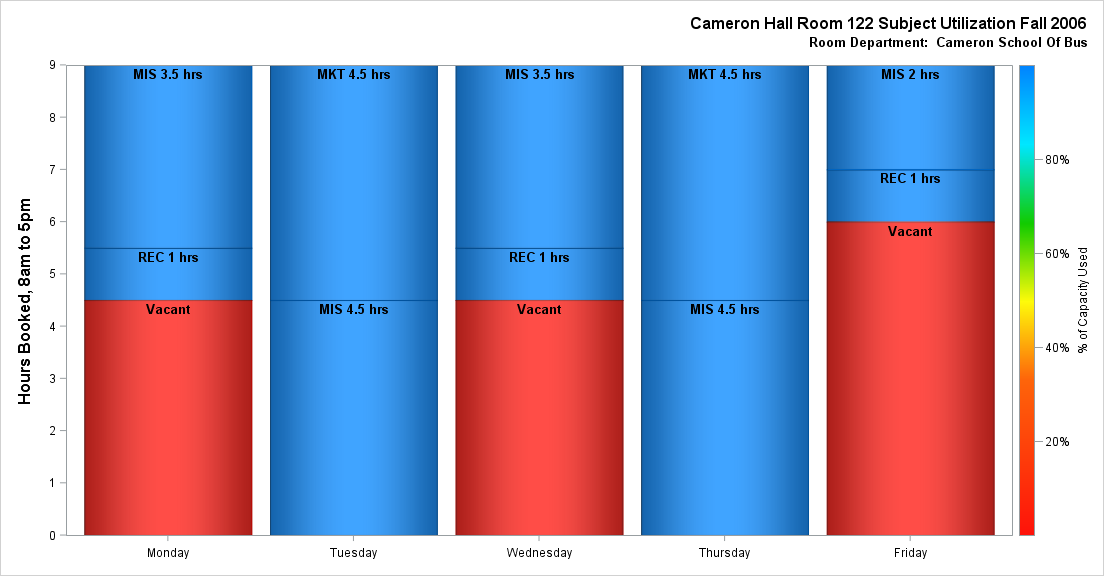 Cameron Hall Room 122 Subject Utilization Fall 2006
Room Department:  Cameron School Of Bus
Hours Booked, 8am to 5pm
9
8
7
6
5
4
3
2
1
0
MIS 3.5 hrs
REC 1 hrs
Vacant
MKT 4.5 hrs
MIS 4.5 hrs
MIS 3.5 hrs
REC 1 hrs
Vacant
MKT 4.5 hrs
MIS 4.5 hrs
MIS 2 hrs
REC 1 hrs
Vacant
Monday
Tuesday
Wednesday
Thursday
Friday
80%
60%
40%
20%
% of Capacity Used